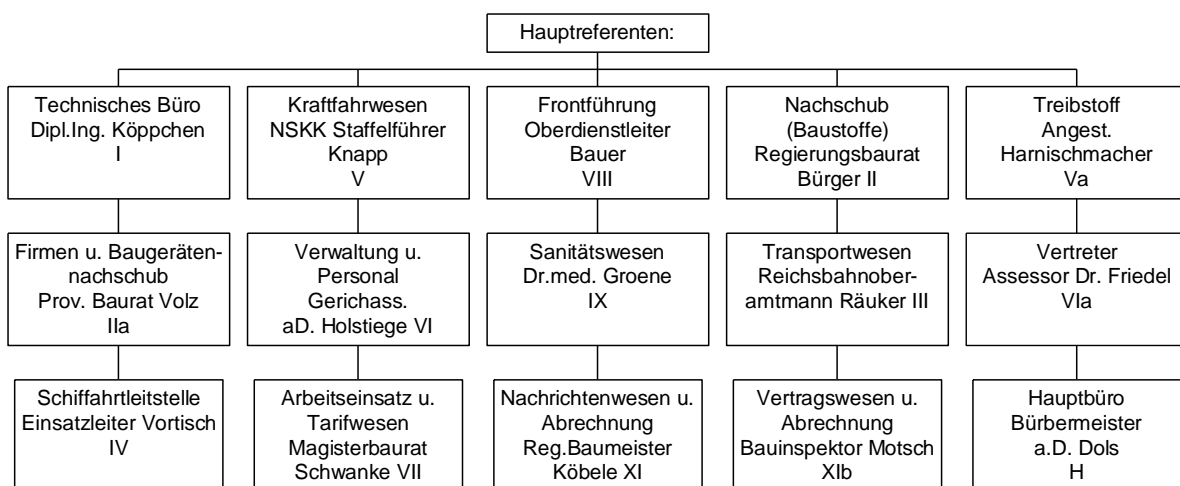 Hauptreferenten:
Technisches Büro
Dipl.Ing. Köppchen
I
Kraftfahrwesen
NSKK Staffelführer
Knapp
V
Frontführung
Oberdienstleiter
Bauer
VIII
Nachschub
(Baustoffe)
Regierungsbaurat
Bürger II
Treibstoff
Angest.
Harnischmacher
Va
Firmen u. Baugeräten-
nachschub
Prov. Baurat Volz
IIa
Verwaltung u.
Personal
Gerichass.
aD. Holstiege VI
Sanitätswesen
Dr.med. Groene
IX
Transportwesen
Reichsbahnober-
amtmann Räuker III
Vertreter
Assessor Dr. Friedel
VIa
Schiffahrtleitstelle
Einsatzleiter Vortisch
IV
Arbeitseinsatz u.
Tarifwesen
Magisterbaurat
Schwanke VII
Nachrichtenwesen u.
Abrechnung
Reg.Baumeister
Köbele XI
Vertragswesen u.
Abrechnung
Bauinspektor Motsch
XIb
Hauptbüro
Bürbermeister
a.D. Dols
H